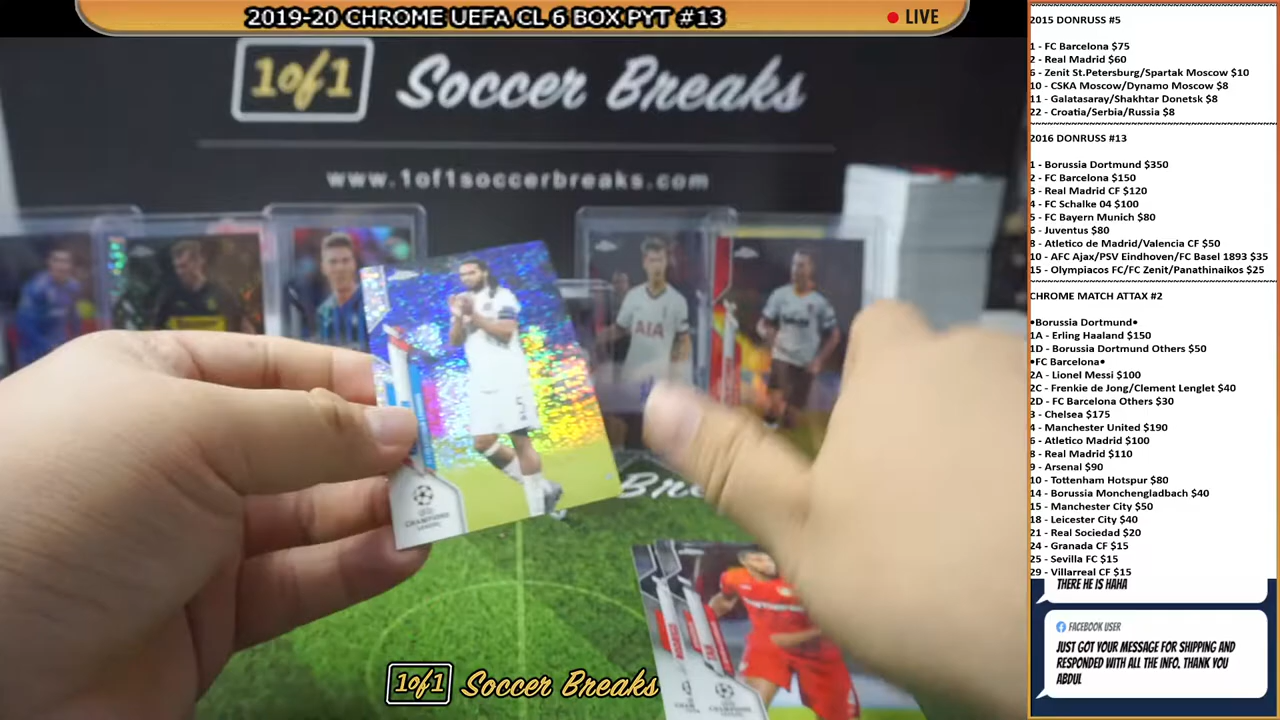 2019-20 CHROME UEFA CL 6 BOX PYT #13
LIVE
1of1 Soccer Breaks
www.1of1soccerbreaks.com
AIA
CHAMPIONS
LEAGUE
1of1 Soccer Breaks
2015 DONRUSS #5
1 - FC Barcelona $75
2 - Real Madrid $60
6 - Zenit St.Petersburg/Spartak Moscow $10
10 - CSKA Moscow/Dynamo Moscow $8
11 - Galatasaray/Shakhtar Donetsk $8
22 - Croatia/Serbia/Russia $8
2016 DONRUSS #13
1 - Borussia Dortmund $350
2 - FC Barcelona $150
3 - Real Madrid CF $120
4 - FC Schalke 04 $100
5 - FC Bayern Munich $80
6 - Juventus $80
8 - Atletico de Madrid/Valencia CF $50
10 - AFC Ajax/PSV Eindhoven/FC Basel 1893 $35
15 - Olympiacos FC/FC Zenit/Panathinaikos $25
CHROME MATCH ATTAX #2
•Borussia Dortmund•
1A - Erling Haaland $150
1D - Borussia Dortmund Others $50
•FC Barcelona•
2A - Lionel Messi $100
2C - Frenkie de Jong/Clement Lenglet $40
2D - FC Barcelona Others $30
3 - Chelsea $175
4 - Manchester United $190
6 - Atletico Madrid $100
8 - Real Madrid $110
9 - Arsenal $90
10 - Tottenham Hotspur $80
14 - Borussia Monchengladbach $40
15 - Manchester City $50
18 - Leicester City $40
21 - Real Sociedad $20
24 - Granada CF $15
25 - Sevilla FC $15
29 - Villarreal CF $15
THERE HE IS HAHA
FACEBOOK USER
JUST GOT YOUR MESSAGE FOR SHIPPING AND
RESPONDED WITH ALL THE INFO. THANK YOU
ABDUL